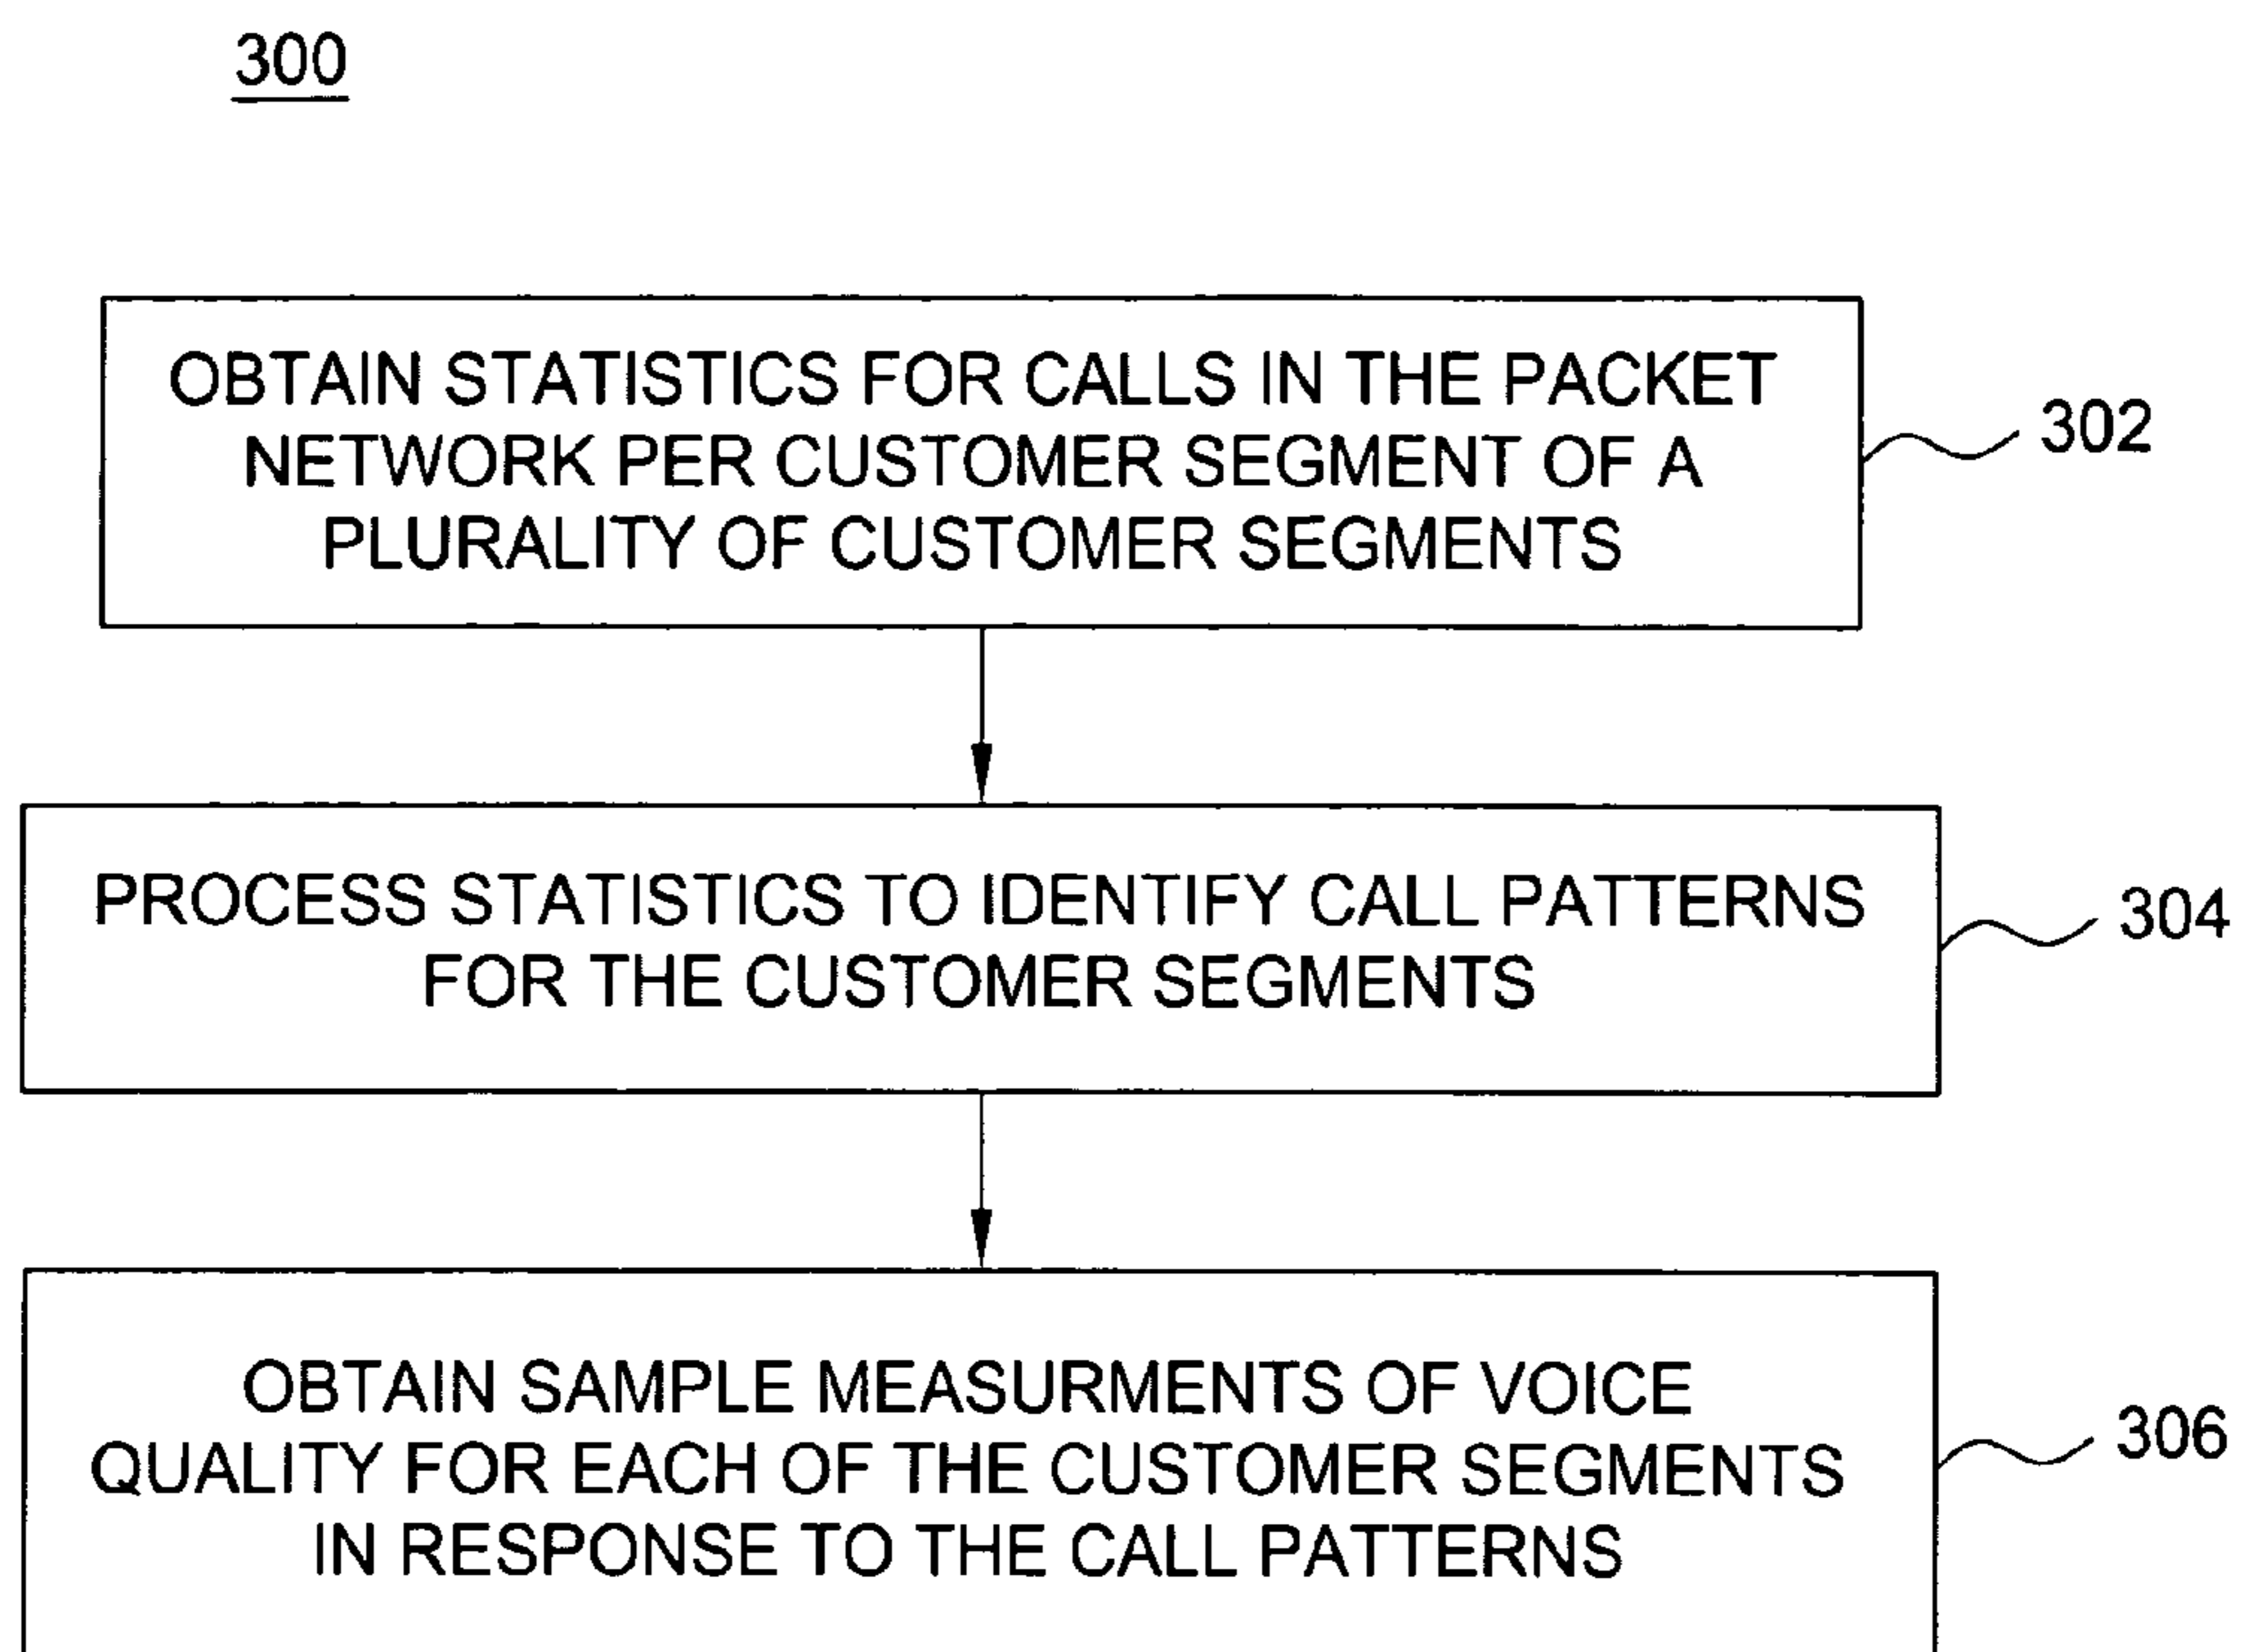 300
OBTAIN STATISTICS FOR CALLS IN THE PACKET
NETWORK PER CUSTOMER SEGMENT OF A
PLURALITY OF CUSTOMER SEGMENTS
302
PROCESS STATISTICS TO IDENTIFY CALL PATTERNS
FOR THE CUSTOMER SEGMENTS
304
OBTAIN SAMPLE MEASURMENTS OF VOICE
QUALITY FOR EACH OF THE CUSTOMER SEGMENTS
IN RESPONSE TO THE CALL PATTERNS
306